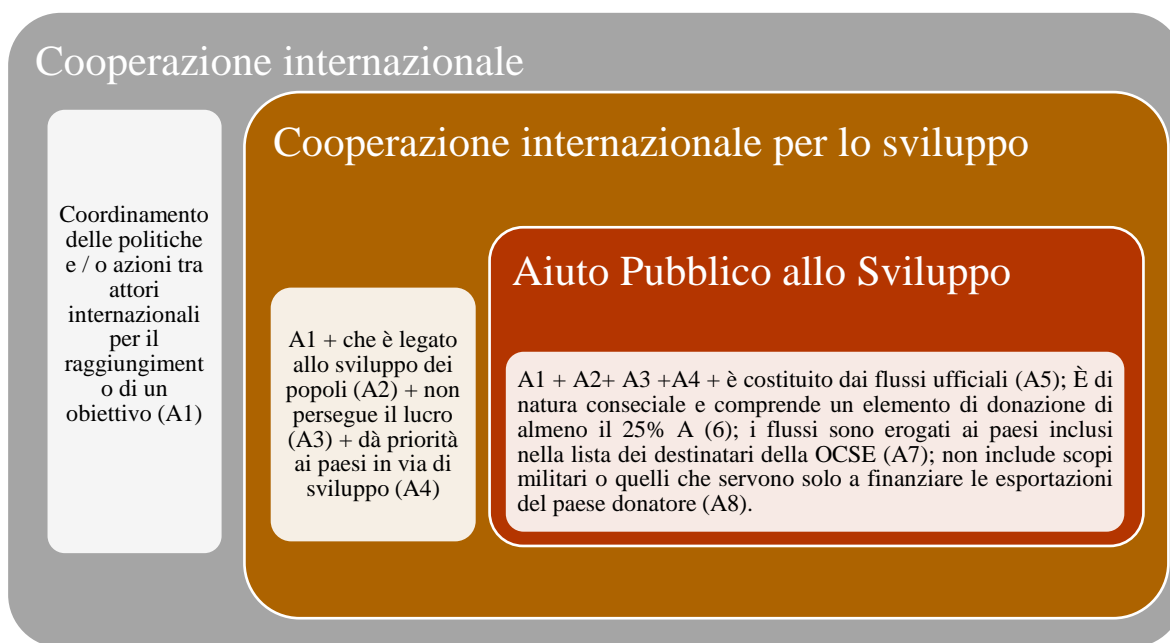 Cooperazione internazionale
Coordinamento
delle politiche
e / o azioni tra
attori
internazionali
per il
raggiungiment
o di un
obiettivo (A1)
Cooperazione internazionale per lo sviluppo
A1 + che è legato
allo sviluppo dei
popoli (A2) + non
persegue il lucro
(A3) + dà priorità
ai paesi in via di
sviluppo (A4)
Aiuto Pubblico allo Sviluppo
A1 + A2+ A3 +A4 + è costituito dai flussi ufficiali (A5); È di
natura conseciale e comprende un elemento di donazione di
almeno il 25% A (6); i flussi sono erogati ai paesi inclusi
nella lista dei destinatari della OCSE (A7); non include scopi
militari o quelli che servono solo a finanziare le esportazioni
del paese donatore (A8).